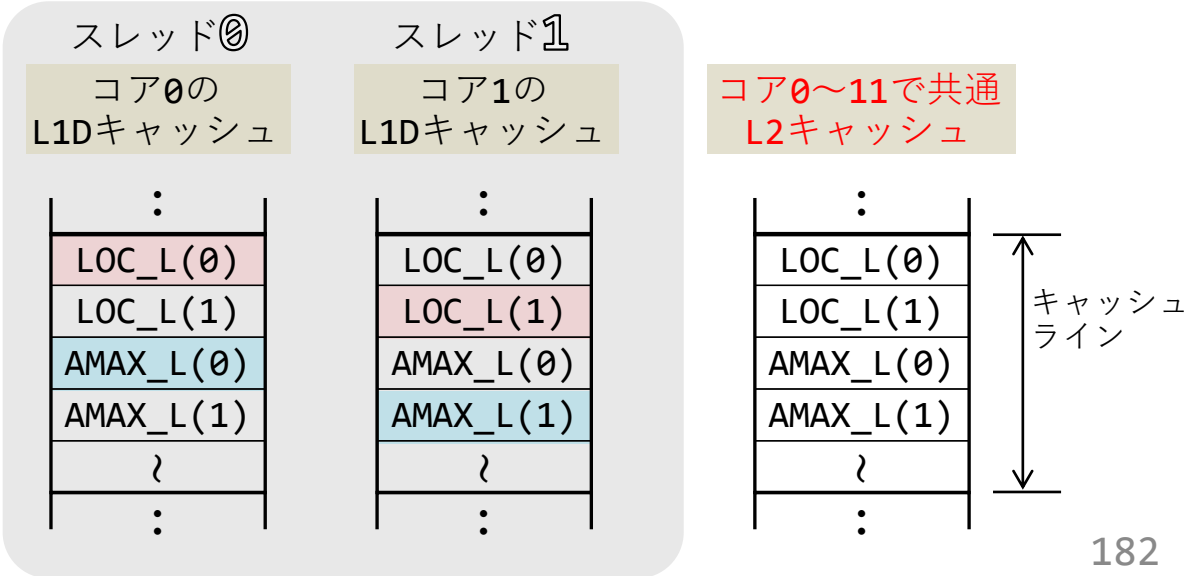 スレッド0
コア0の
L1Dキャッシュ
:
LOC_L(0)
LOC_L(1)
AMAX_L(0)
AMAX_L(1)
~
:
スレッド1
コア1の
L1Dキャッシュ
:
LOC_L(0)
LOC_L(1)
AMAX_L(0)
AMAX_L(1)
~
:
コア0～11で共通
L2キャッシュ
:
LOC_L(0)
LOC_L(1)
AMAX_L(0)
AMAX_L(1)
~
:
キャッシュ
ライン
182